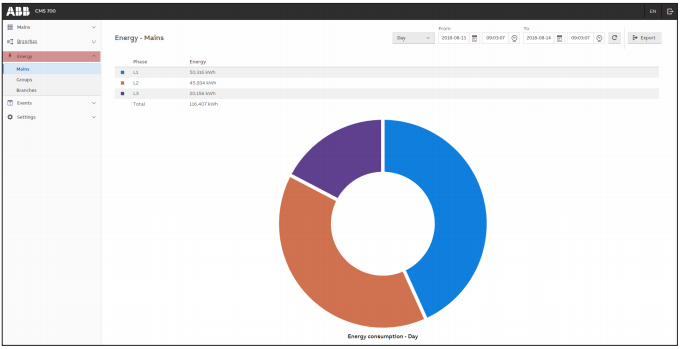 ABB CMS 700
EN
Mains
Branches
Energy
Mains
Groups
Branches
Events
Settings
Energy - Mains
Day
From
2018-08-13 09:03:07
To
2018-08-14 09:03:07
Export
Phase Energy
L1 50,316 kWh
L2 45,934 kWh
L3 20,156 kWh
Total 116,407 kWh
Energy consumption - Day